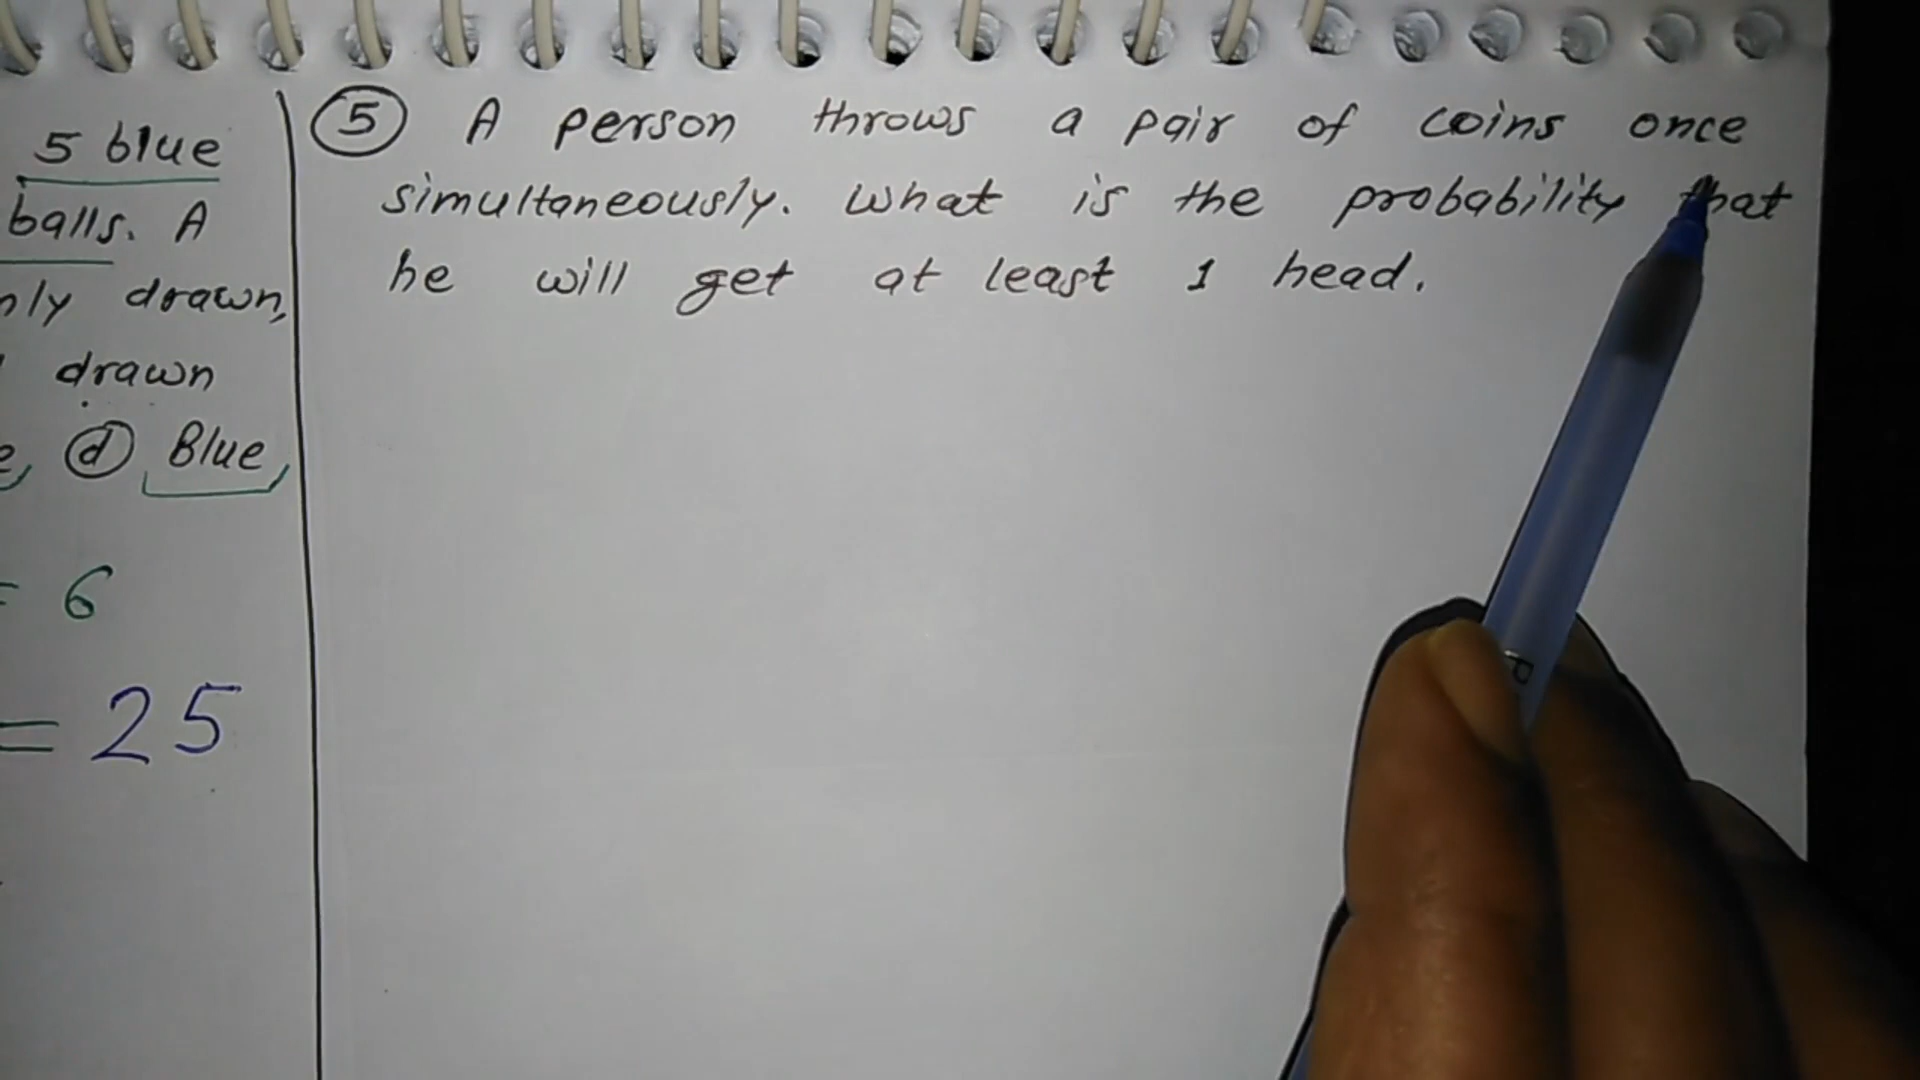 5 blue
balls. A
drawn,
drawn
d Blue,
= 6
= 25
5 A person throws a pair of coins once
simultaneously. What is the probability that
he will get at least 1 head.
P